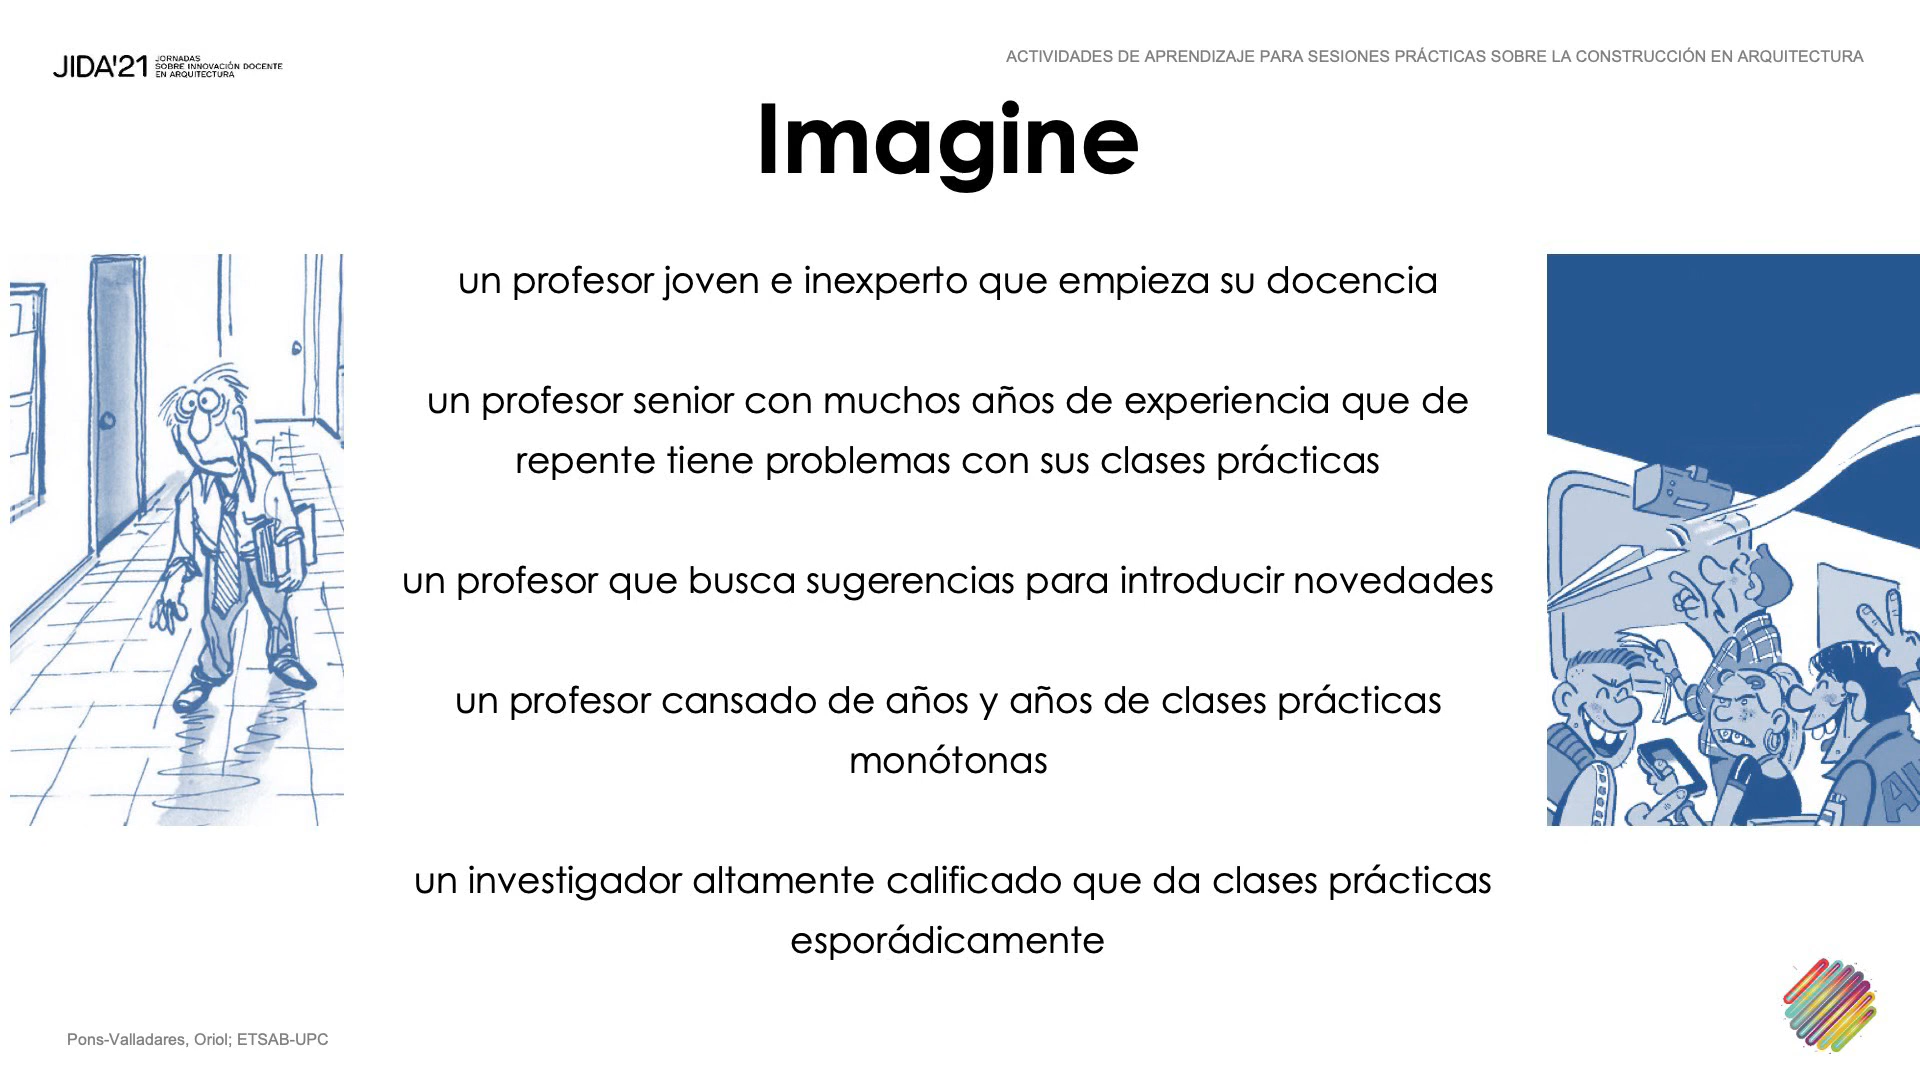 JIDA'21
JORNADAS
SOBRE INNOVACIÓN DOCENTE
EN ARQUITECTURA
ACTIVIDADES DE APRENDIZAJE PARA SESIONES PRÁCTICAS SOBRE LA CONSTRUCCIÓN EN ARQUITECTURA
Imagine
un profesor joven e inexperto que empieza su docencia
un profesor senior con muchos años de experiencia que de
repente tiene problemas con sus clases prácticas
un profesor que busca sugerencias para introducir novedades
un profesor cansado de años y años de clases prácticas
monótonas
un investigador altamente calificado que da clases prácticas
esporádicamente
Pons-Valladares, Oriol; ETSAB-UPC